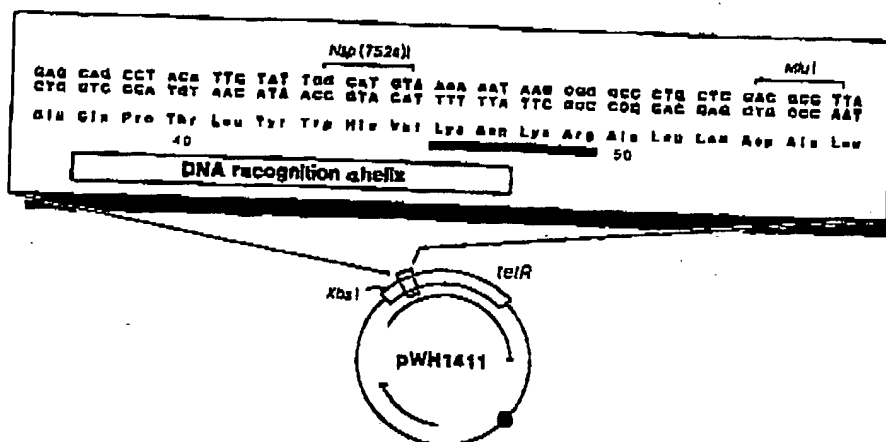 Nsp(7524)I MluI
GAG CAG CCT ACA TTG TAT TGG CAT GTA AAA AAT AAG CGG GCC CTG CTC GAC GCC TTA
CTC GTC GGA TGT AAC ATA ACC GTA CAT TTT TTA TTC GCC CGG GAC GAG CTG CGG AAT
Glu Gln Pro Thr Leu Tyr Trp His Val Lys Asn Lys Arg Ala Leu Leu Asp Ala Leu
40 50
DNA recognition αhelix
tetR
XbaI
pWH1411